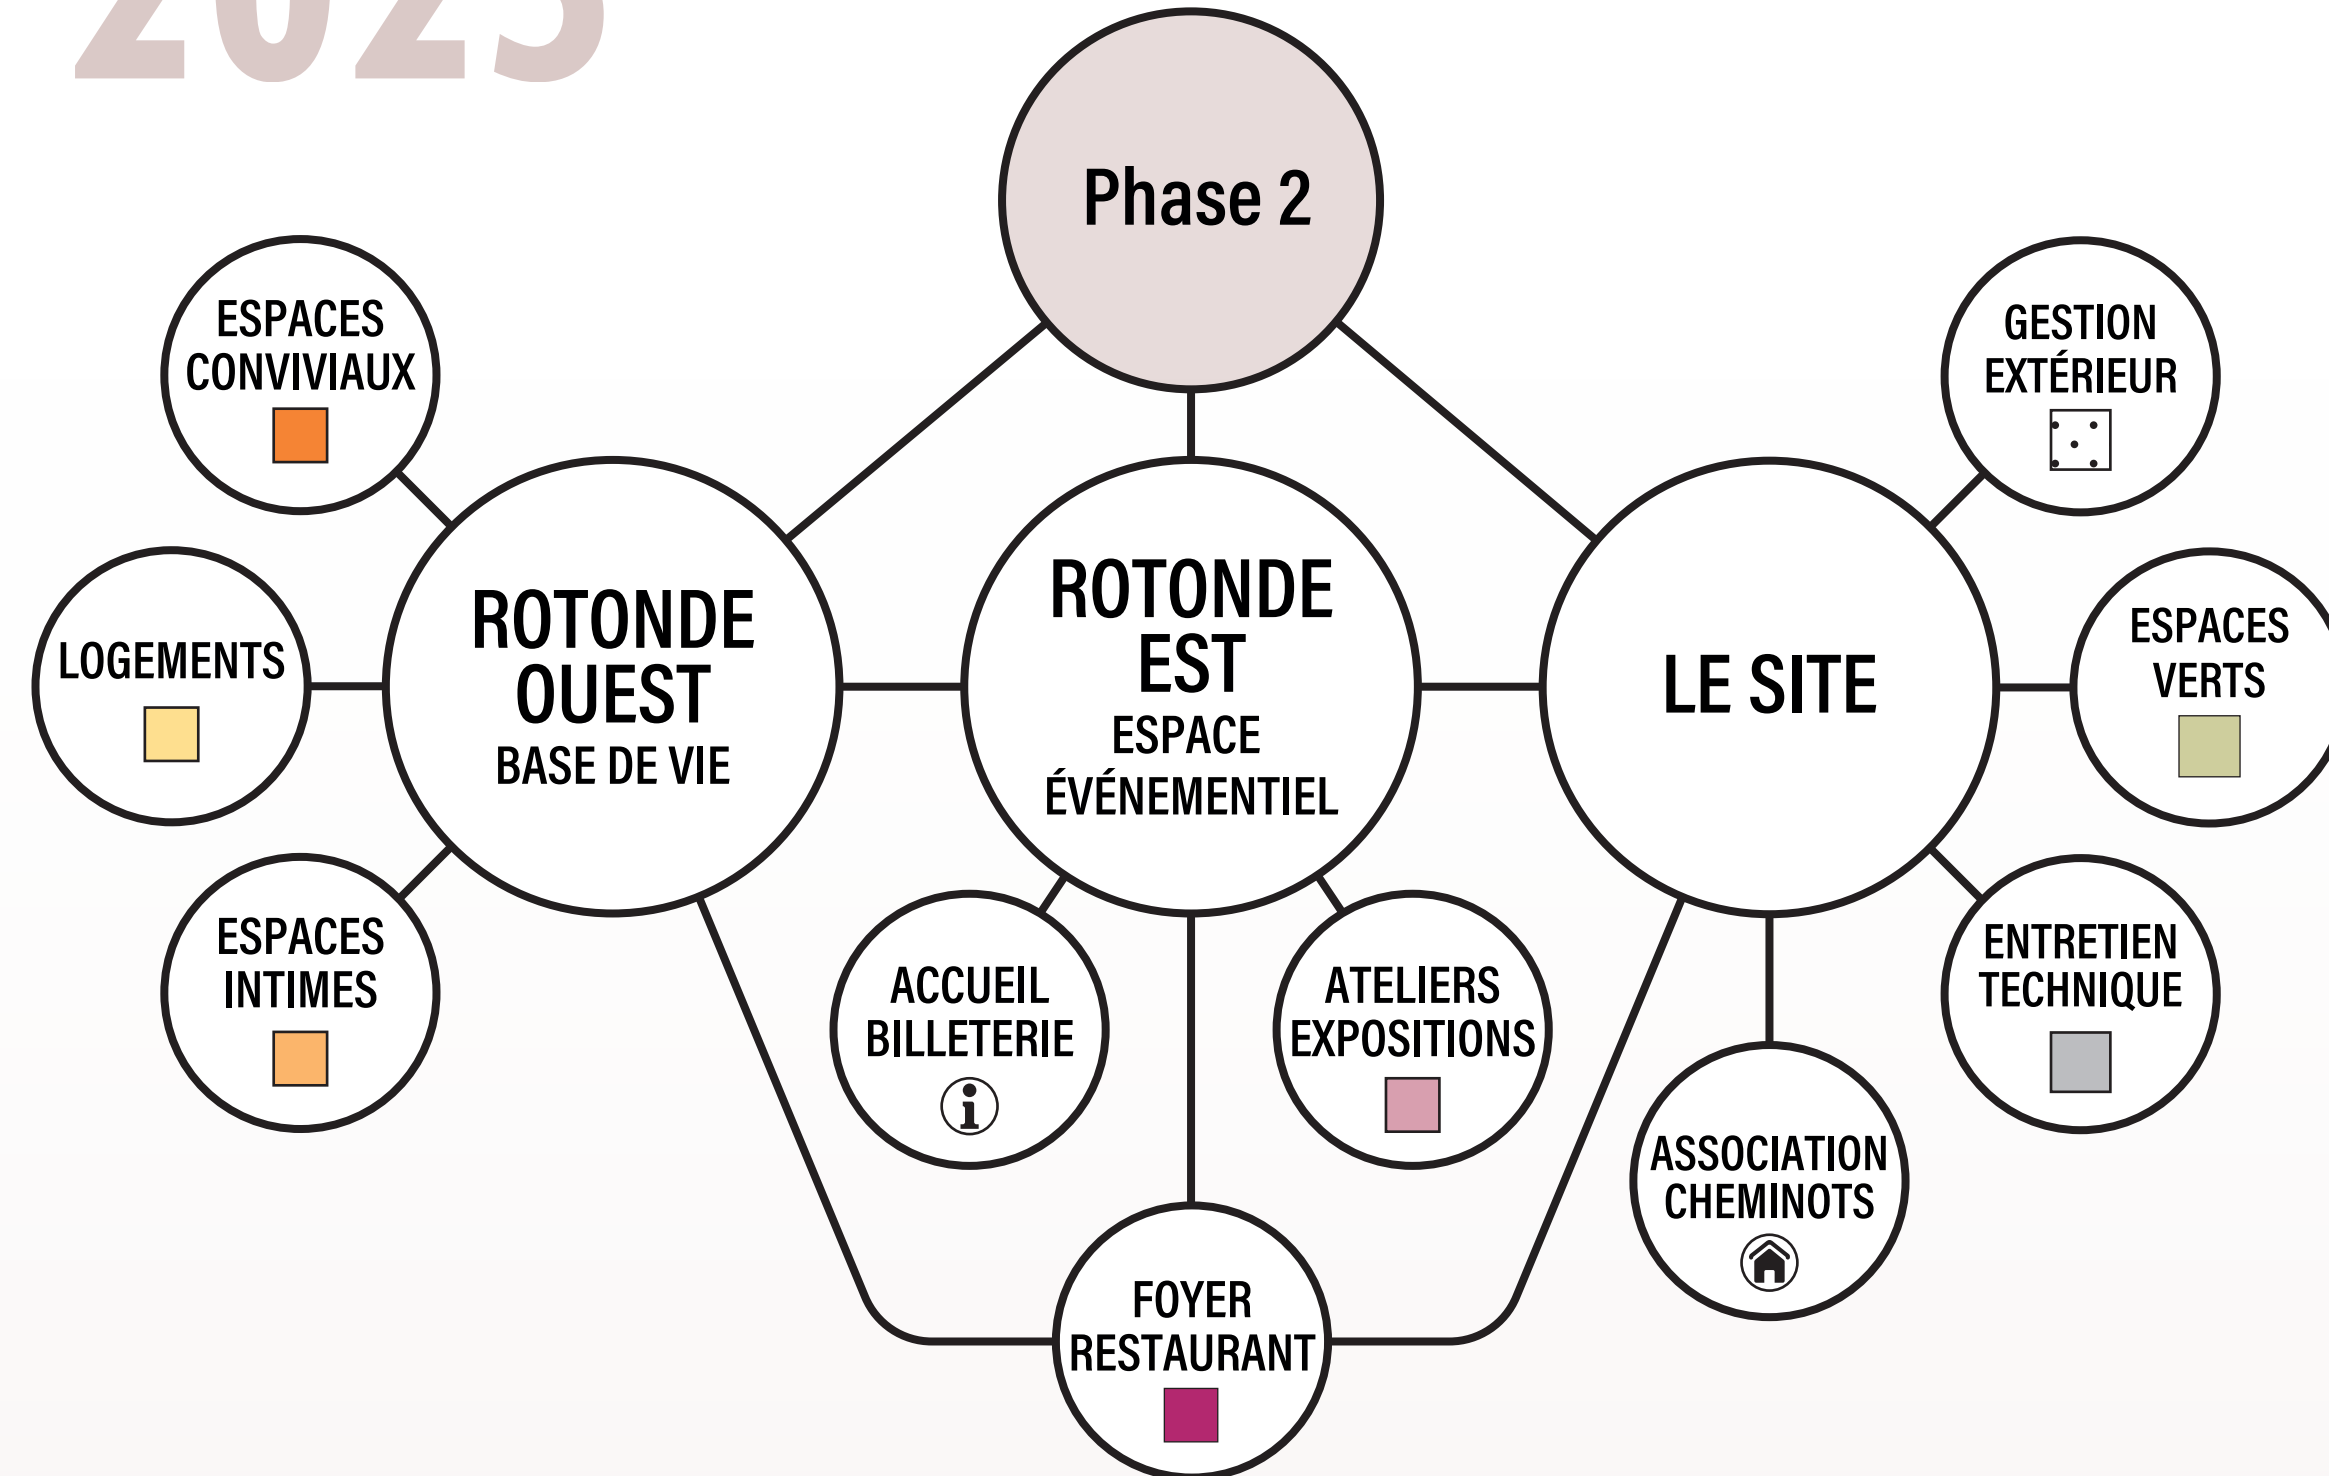 2025
Phase 2
ESPACES
CONVIVIAUX
GESTION
EXTÉRIEUR
LOGEMENTS
ROTONDE
OUEST
BASE DE VIE
ROTONDE
EST
ESPACE
ÉVÉNEMENTIEL
LE SITE
ESPACES
VERTS
ESPACES
INTIMES
ACCUEIL
BILLETERIE
ATELIERS
EXPOSITIONS
ENTRETIEN
TECHNIQUE
ASSOCIATION
CHEMINOTS
FOYER
RESTAURANT